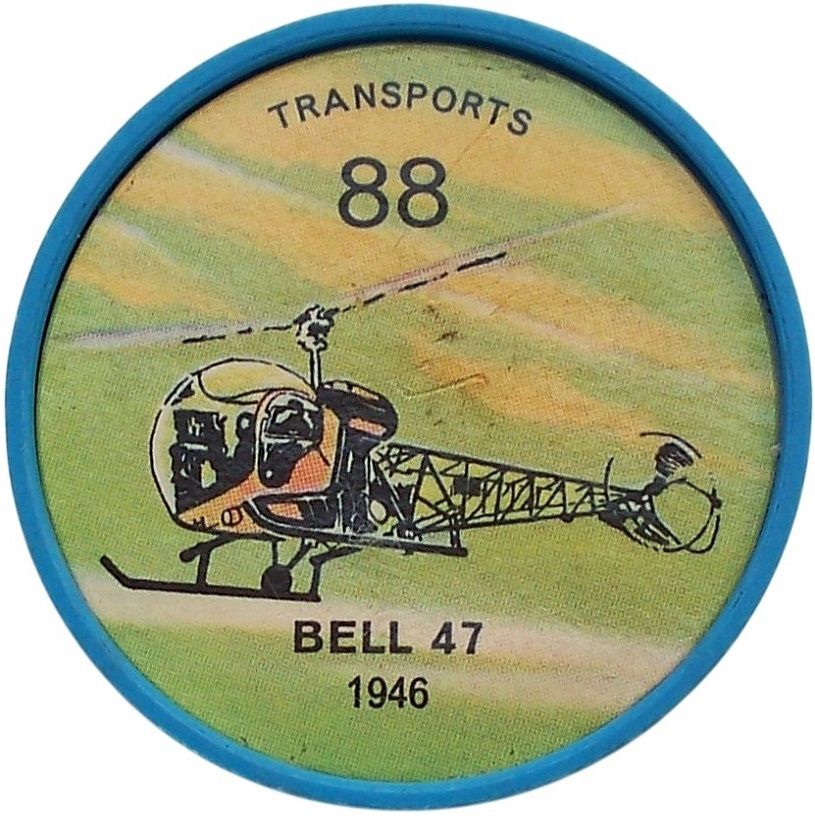 TRANSPORTS
88
BELL 47
1946